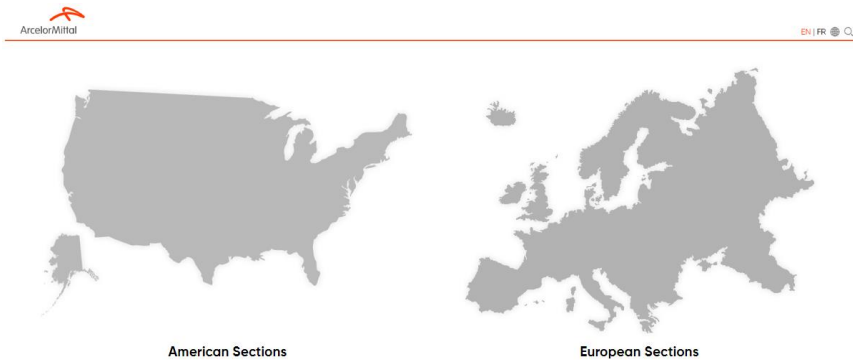 ArcelorMittal
EN | FR
American Sections
European Sections